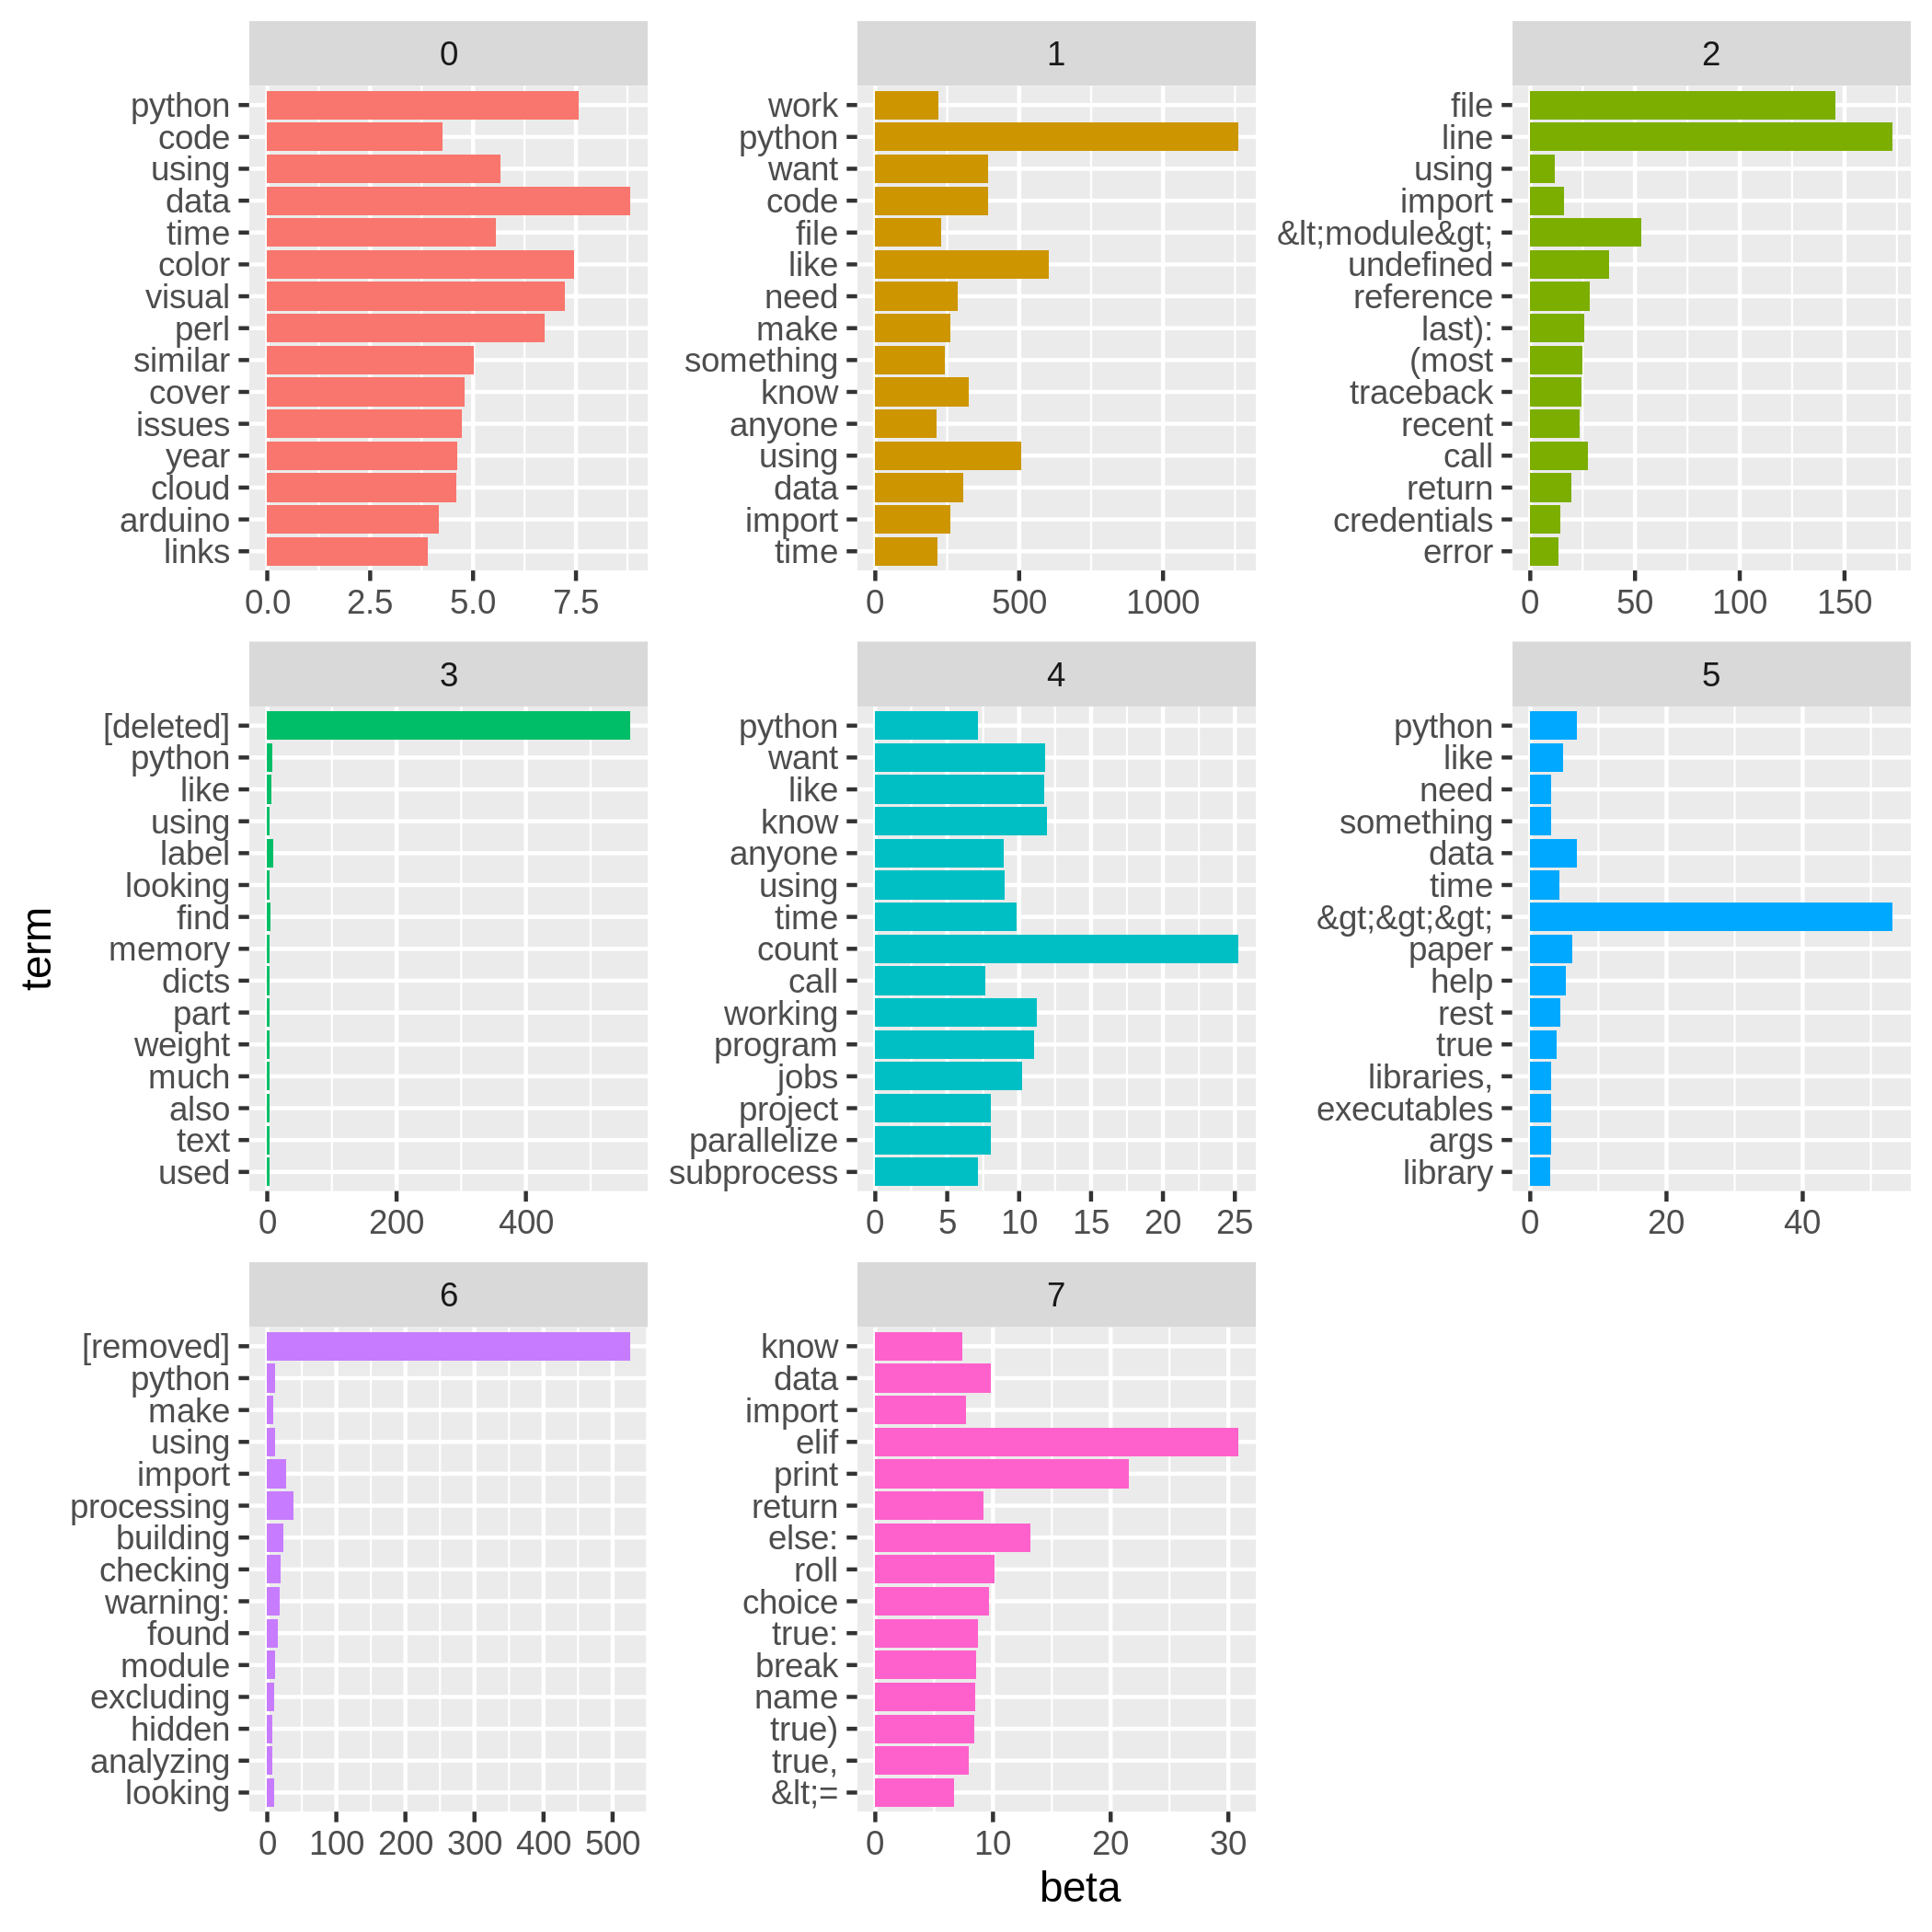 0
python
code
using
data
time
color
visual
perl
similar
cover
issues
year
cloud
arduino
links
0.0 2.5 5.0 7.5
1
work
python
want
code
file
like
need
make
something
know
anyone
using
data
import
time
0 500 1000
2
file
line
using
import
&lt;module&gt;
undefined
reference
last):
(most
traceback
recent
call
return
credentials
error
0 50 100 150
term
3
[deleted]
python
like
using
label
looking
find
memory
dicts
part
weight
much
also
text
used
0 200 400
4
python
want
like
know
anyone
using
time
count
call
working
program
jobs
project
parallelize
subprocess
0 5 10 15 20 25
5
python
like
need
something
data
time
&gt;&gt;&gt;
paper
help
rest
true
libraries,
executables
args
library
0 20 40
6
[removed]
python
make
using
import
processing
building
checking
warning:
found
module
excluding
hidden
analyzing
looking
0 100 200 300 400 500
7
know
data
import
elif
print
return
else:
roll
choice
true:
break
name
true)
true,
&lt;=
0 10 20 30
beta